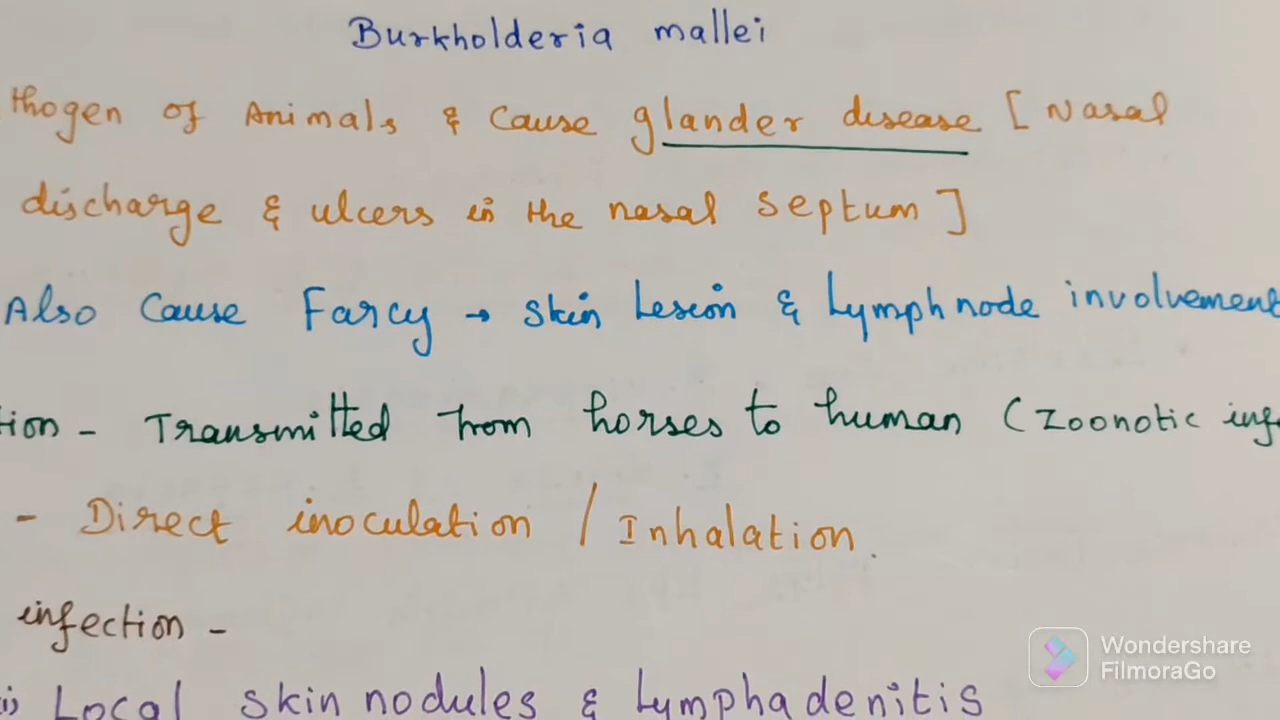 Burkholderia mallei
thogen of Animals & Cause glander disease [Nasal
discharge & ulcers in the nasal septum]
Also Cause Farcy → skin Lesion & Lymphnode involvement
tion - Transmitted from horses to human (Zoonotic inf
- Direct inoculation / Inhalation.
infection -
i) Local skin nodules & Lymphadenitis
Wondershare
FilmoraGo